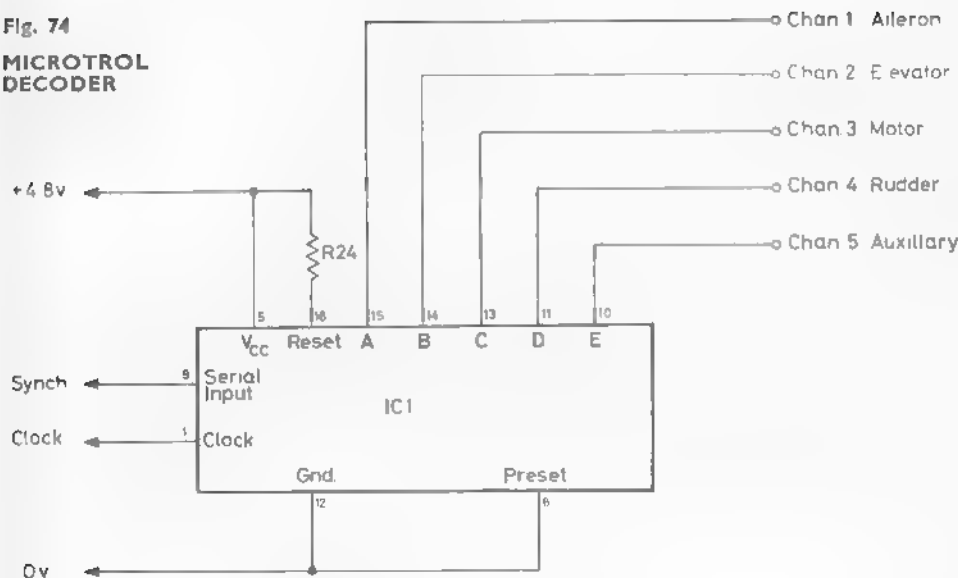 Fig. 74
MICROTROL
DECODER
Chan 1 Aileron
Chan 2 E evator
Chan 3 Motor
Chan 4 Rudder
Chan 5 Auxillary
+4 8v
R24
5 16 15 14 13 11 10
VCC Reset A B C D E
Synch
9 Serial
Input
IC1
Clock
1 Clock
Gnd.
Preset
12
8
0v